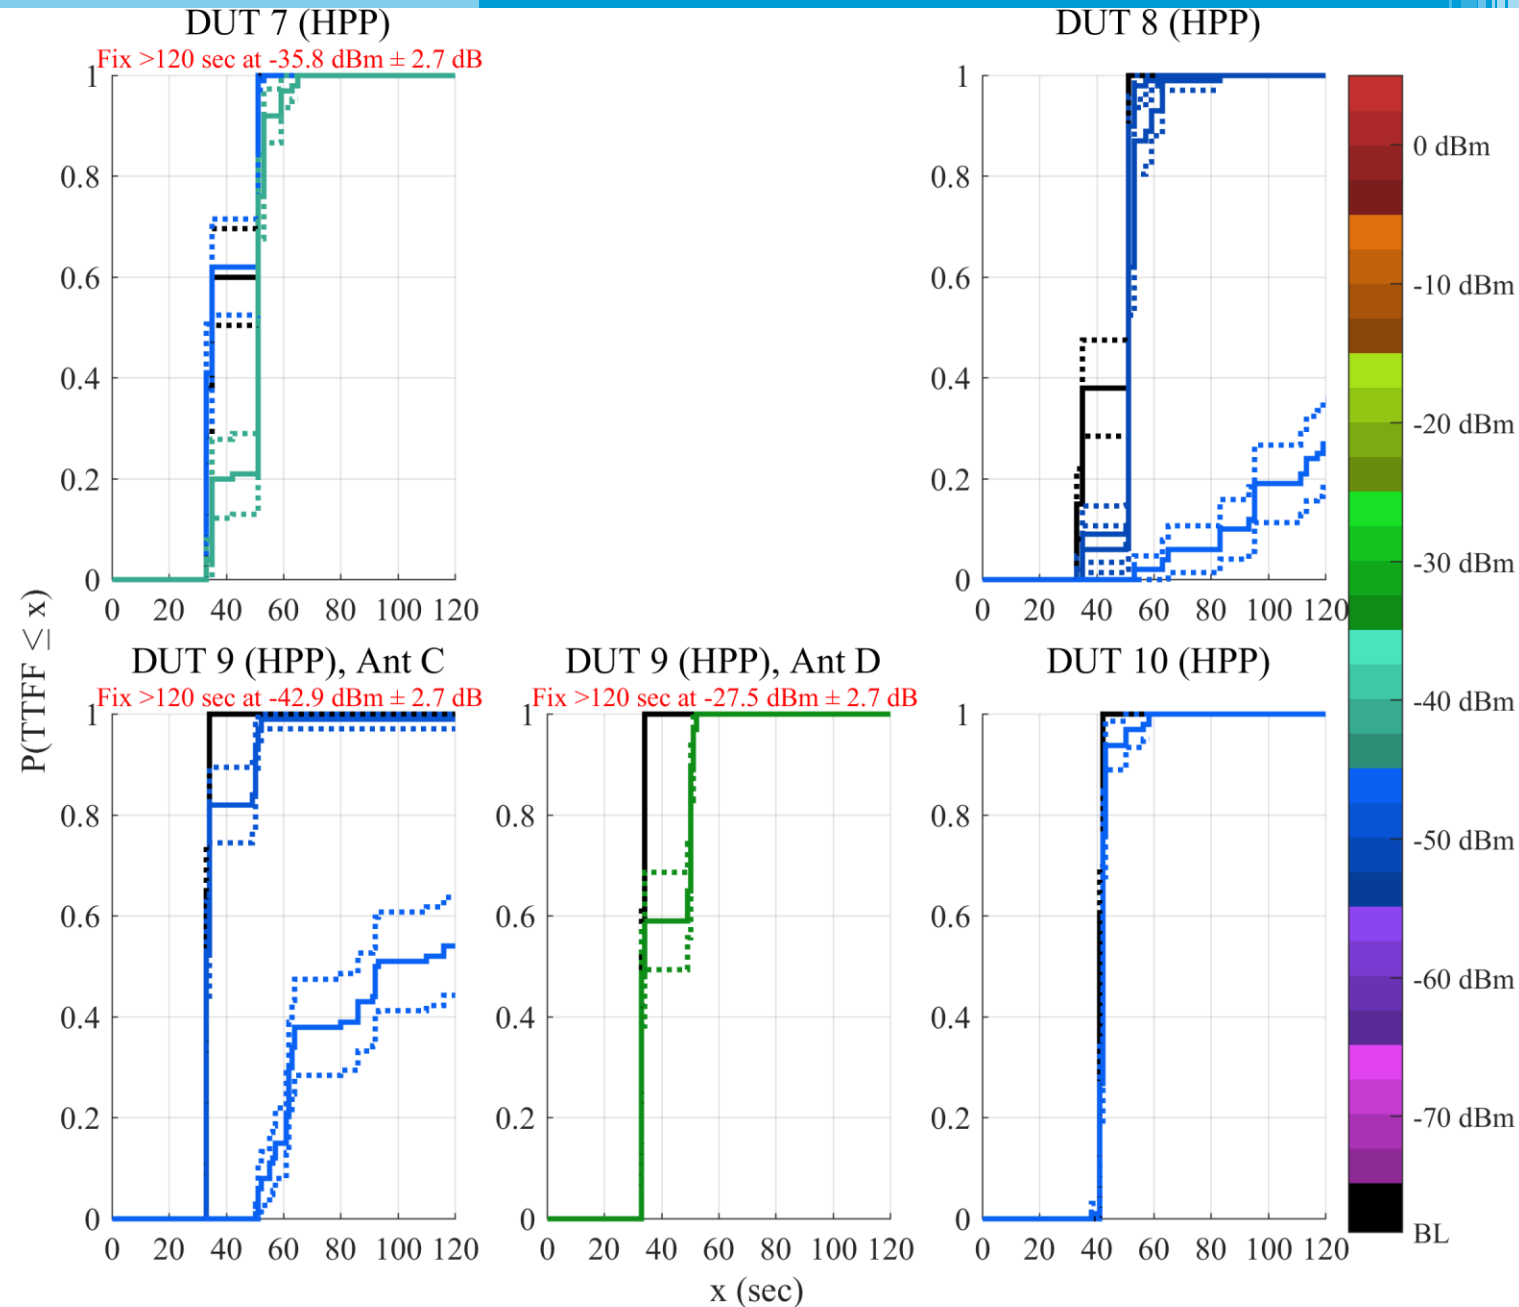 DUT 7 (HPP)
Fix >120 sec at -35.8 dBm ± 2.7 dB
1
0.8
0.6
0.4
0.2
0
0 20 40 60 80 100 120
DUT 8 (HPP)
1
0.8
0.6
0.4
0.2
0
0 20 40 60 80 100 120
P(TTFF ≤ x)
DUT 9 (HPP), Ant C
Fix >120 sec at -42.9 dBm ± 2.7 dB
1
0.8
0.6
0.4
0.2
0
0 20 40 60 80 100 120
DUT 9 (HPP), Ant D
Fix >120 sec at -27.5 dBm ± 2.7 dB
1
0.8
0.6
0.4
0.2
0
0 20 40 60 80 100 120
x (sec)
DUT 10 (HPP)
1
0.8
0.6
0.4
0.2
0
0 20 40 60 80 100 120
0 dBm
-10 dBm
-20 dBm
-30 dBm
-40 dBm
-50 dBm
-60 dBm
-70 dBm
BL